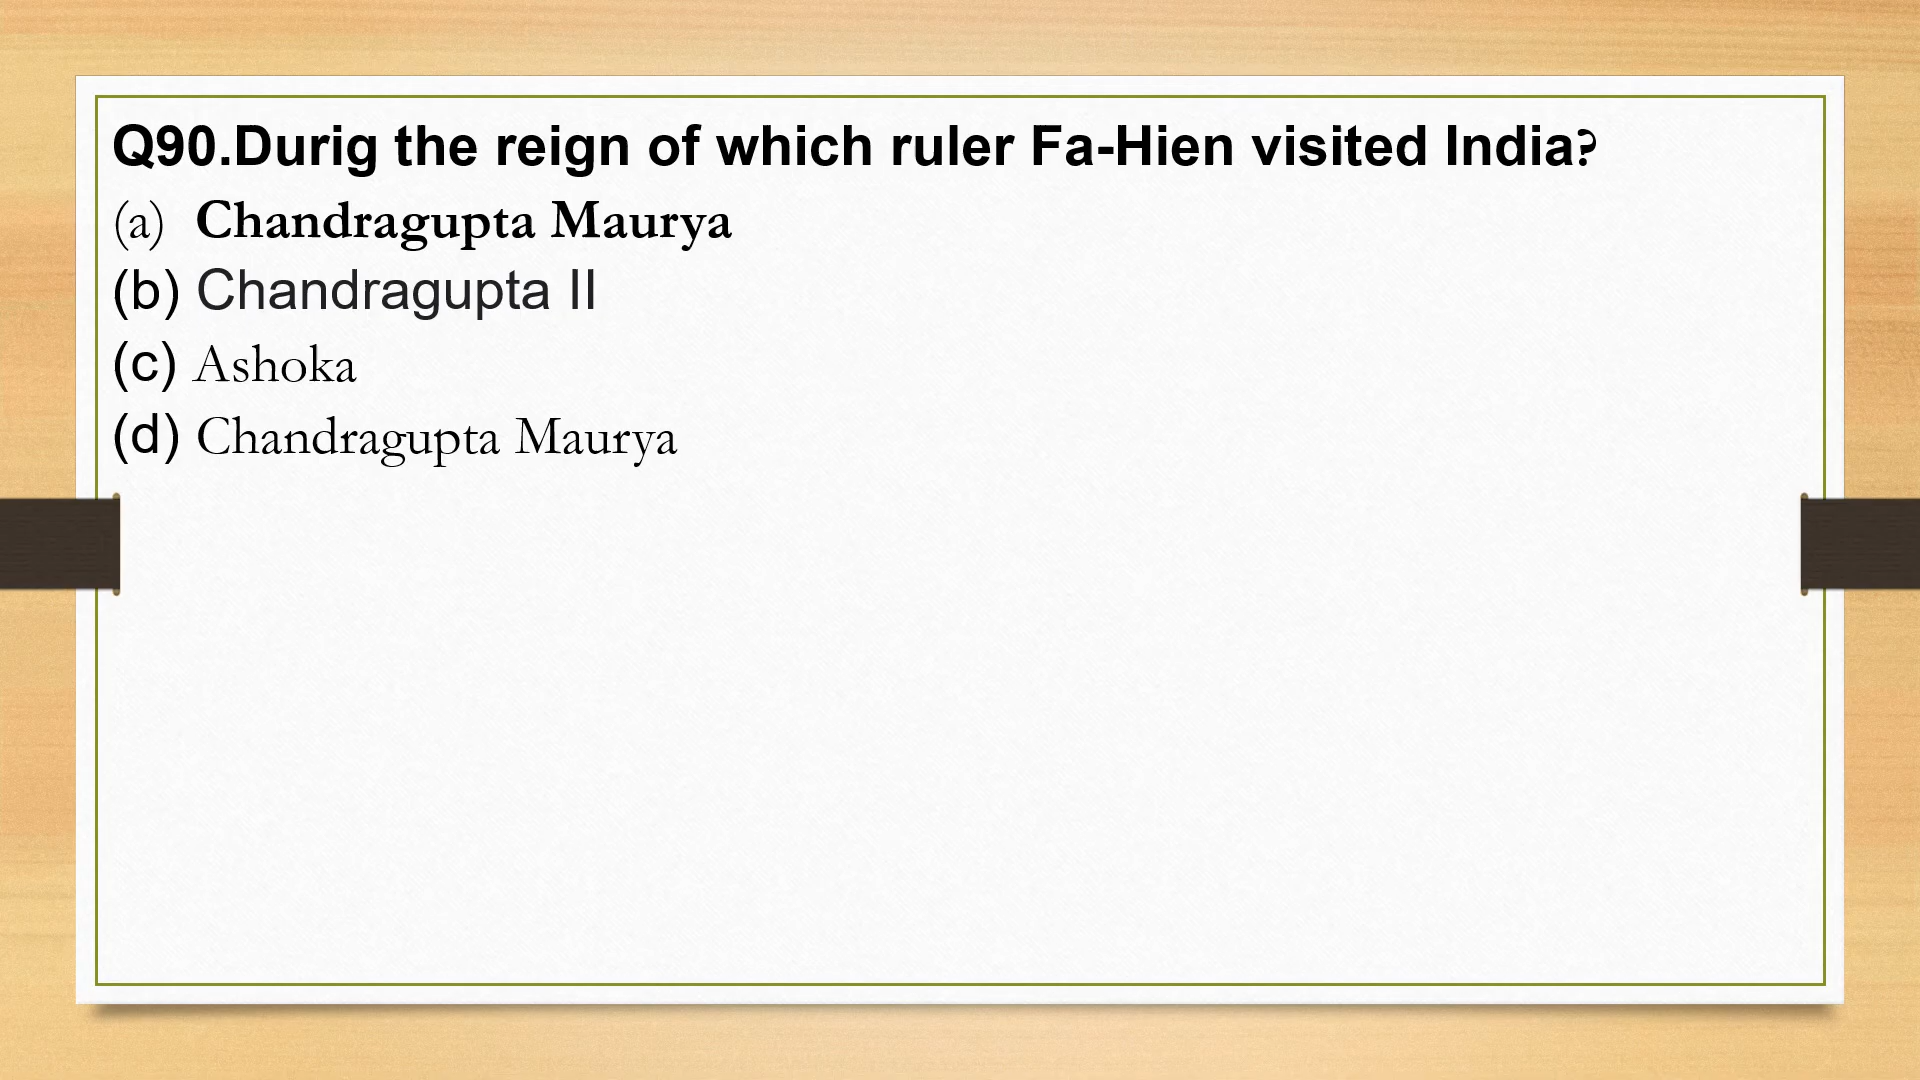 Q90.Durig the reign of which ruler Fa-Hien visited India?
(a) Chandragupta Maurya
(b) Chandragupta II
(c) Ashoka
(d) Chandragupta Maurya